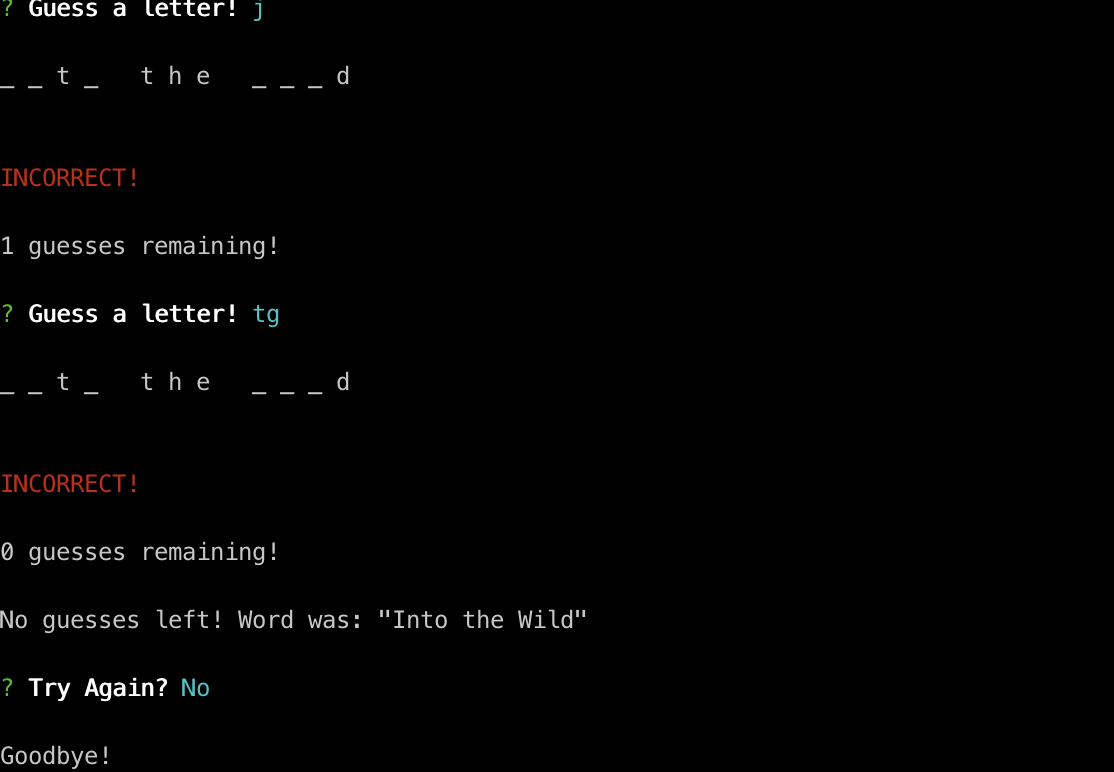 ? Guess a letter! j
_ _ t _   t h e   _ _ _ d
INCORRECT!
1 guesses remaining!
? Guess a letter! tg
_ _ t _   t h e   _ _ _ d
INCORRECT!
0 guesses remaining!
No guesses left! Word was: "Into the Wild"
? Try Again? No
Goodbye!